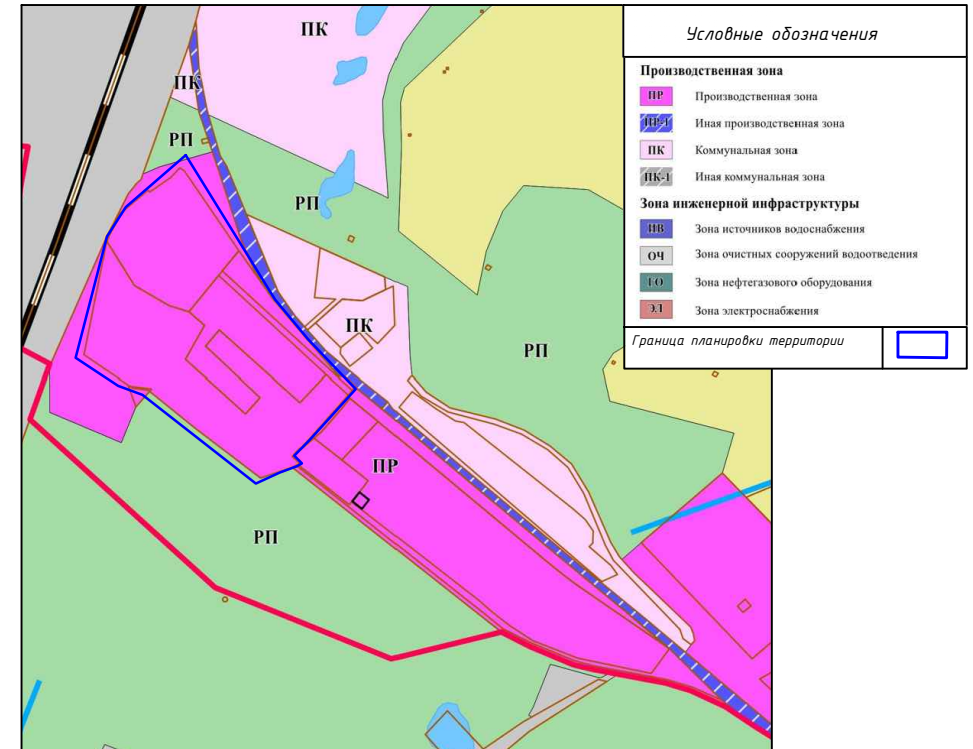 ПК
ПК
РП
РП
ПК
РП
ПР
РП
Условные обозначения
Производственная зона
ПР Производственная зона
ПР-1 Иная производственная зона
ПК Коммунальная зона
ПК-1 Иная коммунальная зона
Зона инженерной инфраструктуры
ИВ Зона источников водоснабжения
ОЧ Зона очистных сооружений водоотведения
ГО Зона нефтегазового оборудования
ЭЛ Зона электроснабжения
Граница планировки территории